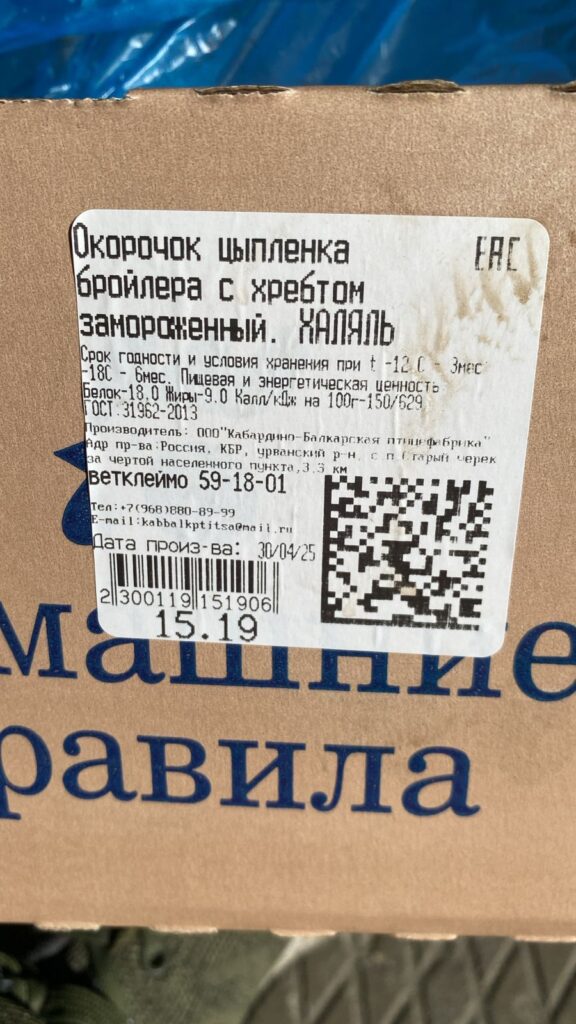 Окорочок цыпленка
ЕАС
бройлера с хребтом
замороженный. ХАЛЯЛЬ
Срок годности и условия хранения при t -12 С - 3мес
-18С - 6мес. Пищевая и энергетическая ценность
Белок-18.0 Жиры-9.0 Калл/кДж на 100г-150/629
ГОСТ 31962-2013
Производитель: ООО"Кабардино-Балкарская птицефабрика"
Адр пр-ва:Россия, КБР, урванский р-н, с.п Старый черек
за чертой населенного пункта,3,3 км
ветклеймо 59-18-01
Тел:+7(968)880-89-99
E-mail:kabbalkptitsa@mail.ru
Дата произ-ва: 30/04/25
2 300119 151906
15.19
машние
равила